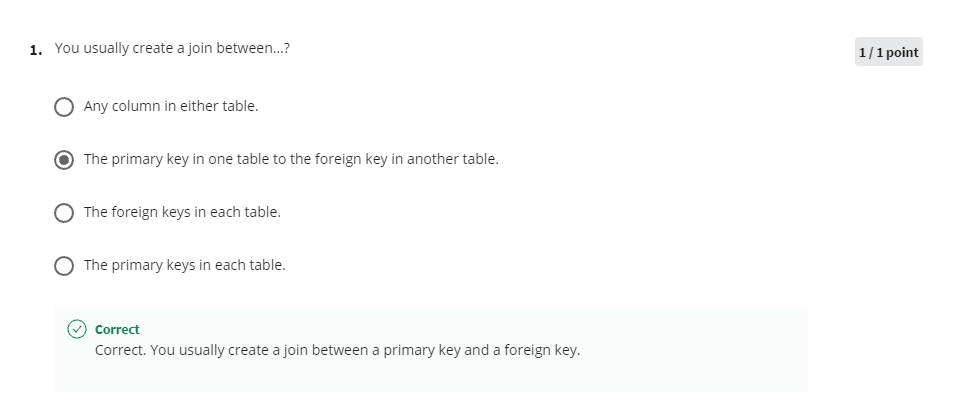 1. You usually create a join between...?
1 / 1 point
Any column in either table.
The primary key in one table to the foreign key in another table.
The foreign keys in each table.
The primary keys in each table.
Correct
Correct. You usually create a join between a primary key and a foreign key.